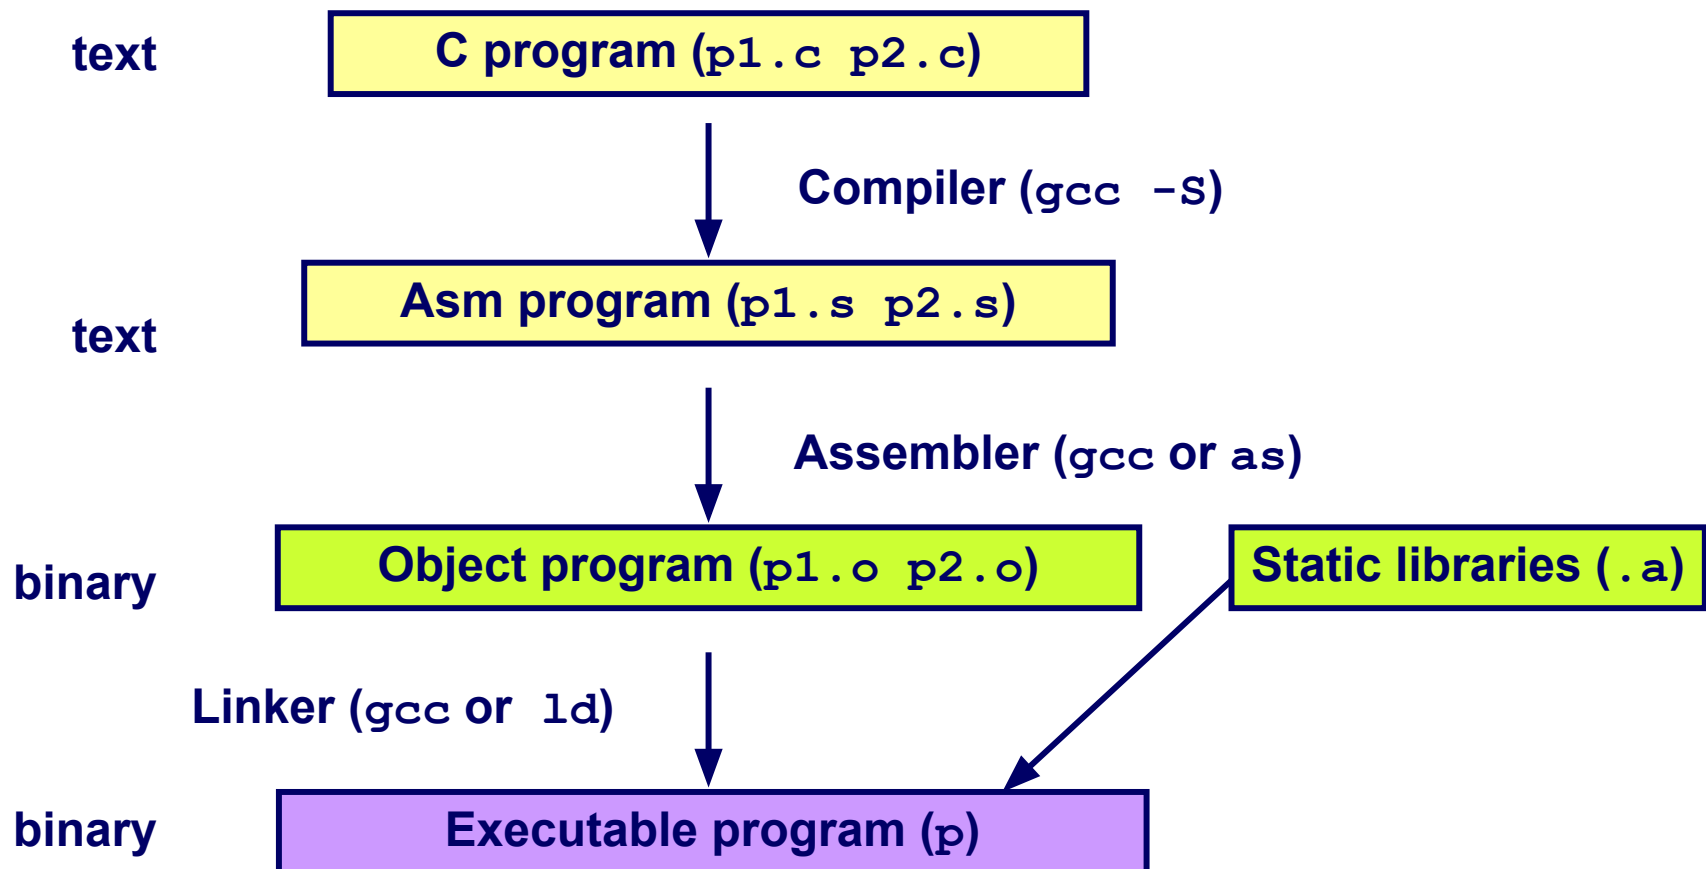 text
C program (p1.c p2.c)
Compiler (gcc -S)
Asm program (p1.s p2.s)
text
Assembler (gcc or as)
Object program (p1.o p2.o)
Static libraries (.a)
binary
Linker (gcc or ld)
Executable program (p)
binary